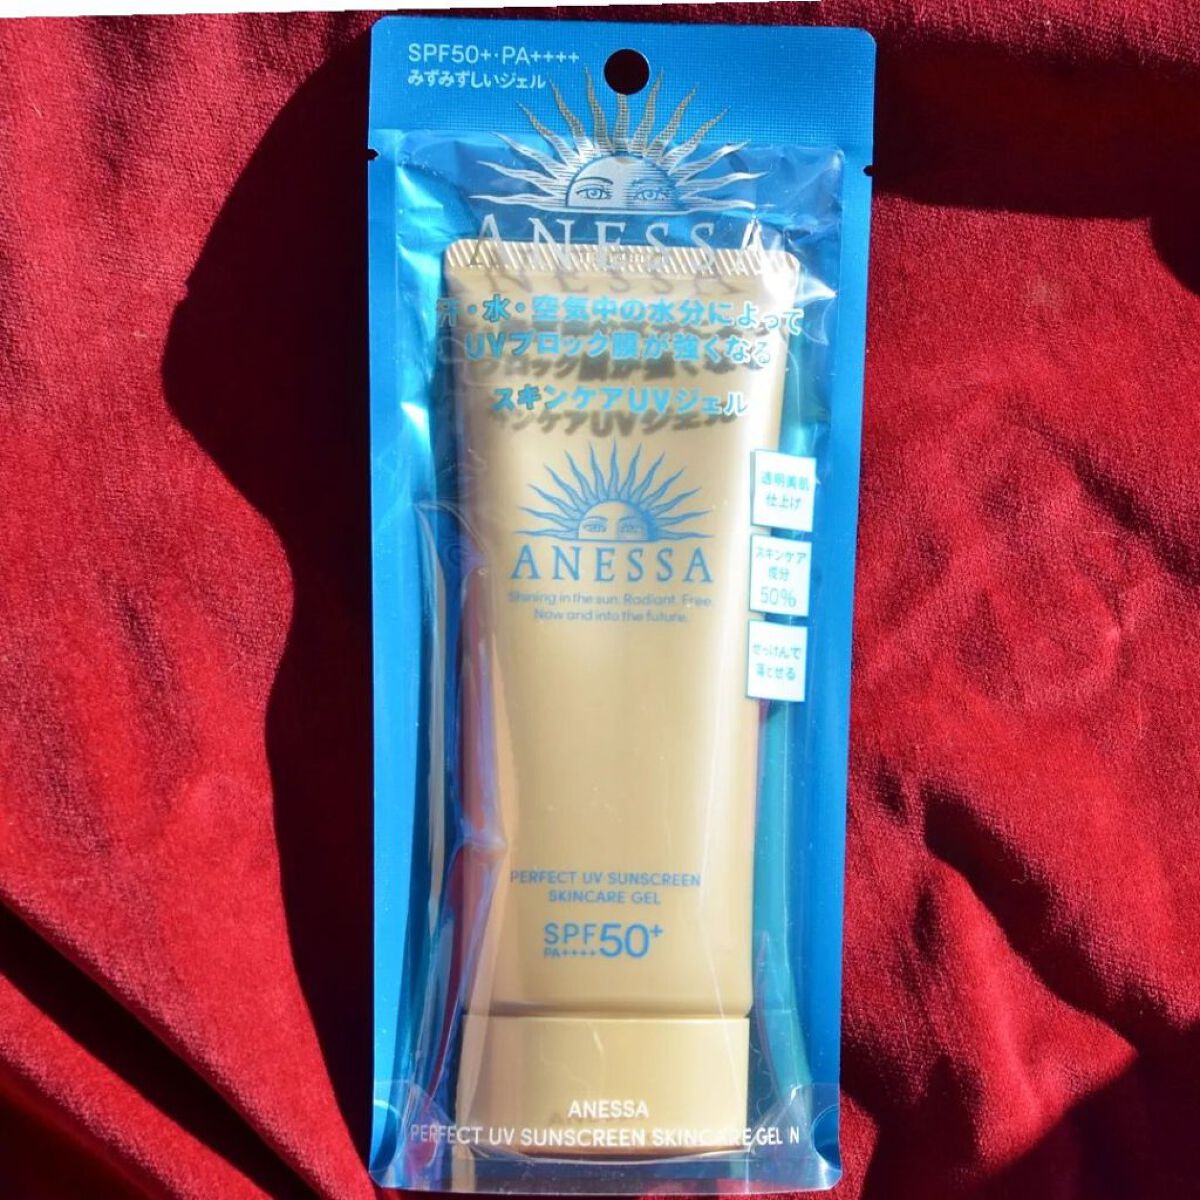 SPF50+・PA++++
みずみずしいジェル
ANESSA
汗・水・空気中の水分によって
UVブロック膜が強くなる
スキンケアUVジェル
透明美肌
仕上げ
ANESSA
スキンケア
成分
50%
Shining in the sun. Radiant. Free.
Now and into the future.
せっけんで
落とせる
PERFECT UV SUNSCREEN
SKINCARE GEL
SPF50+
PA++++
ANESSA
PERFECT UV SUNSCREEN SKINCARE GEL N